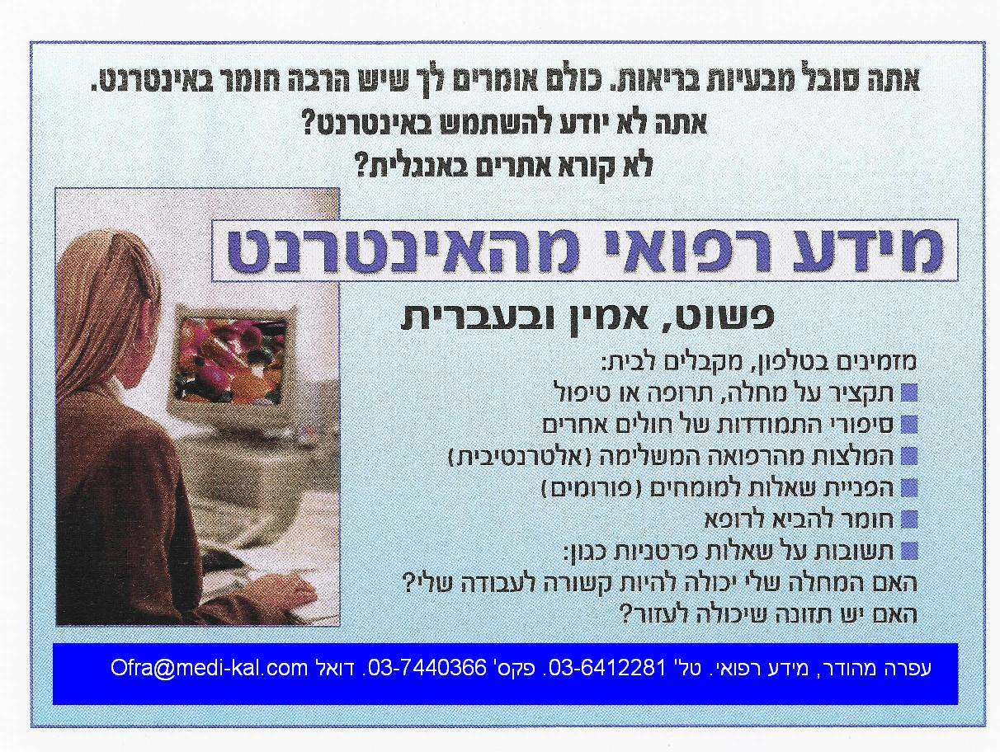 אתה סובל מבעיות בריאות. כולם אומרים לך שיש הרבה חומר באינטרנט.
אתה לא יודע להשתמש באינטרנט?
לא קורא אתרים באנגלית?
מידע רפואי מהאינטרנט
פשוט, אמין ובעברית
מזמינים בטלפון, מקבלים לבית:
■ תקציר על מחלה, תרופה או טיפול
■ סיפורי התמודדות של חולים אחרים
■ המלצות מהרפואה המשלימה (אלטרנטיבית)
■ הפניית שאלות למומחים (פורומים)
■ חומר להביא לרופא
■ תשובות על שאלות פרטניות כגון:
האם המחלה שלי יכולה להיות קשורה לעבודה שלי?
האם יש תזונה שיכולה לעזור?
עפרה מהודר, מידע רפואי. טל' 03-6412281. פקס' 03-7440366. דואל Ofra@medi-kal.com